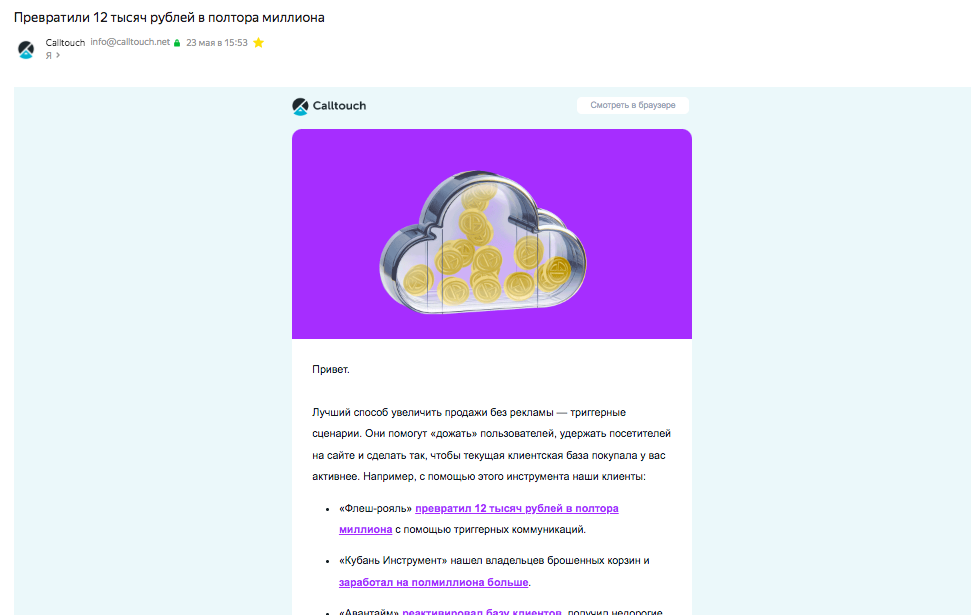 Превратили 12 тысяч рублей в полтора миллиона
Calltouch info@calltouch.net 23 мая в 15:53
Я >
Calltouch
Смотреть в браузере
Привет.
Лучший способ увеличить продажи без рекламы — триггерные
сценарии. Они помогут «дожать» пользователей, удержать посетителей
на сайте и сделать так, чтобы текущая клиентская база покупала у вас
активнее. Например, с помощью этого инструмента наши клиенты:
• «Флеш-рояль» превратил 12 тысяч рублей в полтора
миллиона с помощью триггерных коммуникаций.
• «Кубань Инструмент» нашел владельцев брошенных корзин и
заработал на полмиллиона больше.
• «Авантайм» реактивировал базу клиентов, получил недорогие